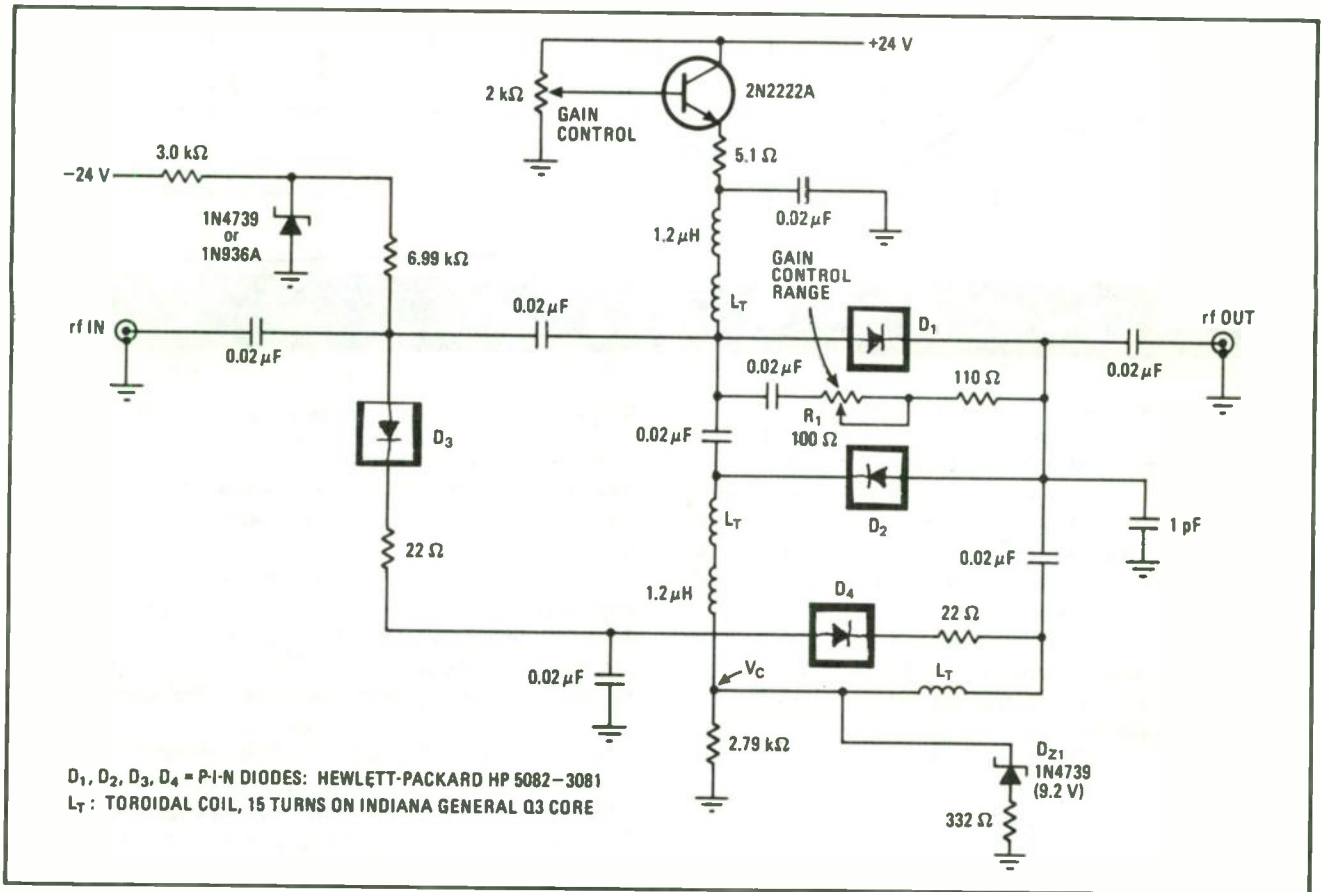 +24 V
2N2222A
2 kΩ
GAIN
CONTROL
5.1 Ω
3.0 kΩ
−24 V
0.02 µF
1N4739
or
1N936A
1.2 µH
6.99 kΩ
GAIN
CONTROL
RANGE
LT
0.02 µF
D1
rf IN
rf OUT
0.02 µF
0.02 µF
0.02 µF
110 Ω
R1
100 Ω
D3
0.02 µF
LT
D2
1 pF
22 Ω
0.02 µF
1.2 µH
D4
22 Ω
0.02 µF
VC
LT
2.79 kΩ
DZ1
1N4739
(9.2 V)
332 Ω
D1, D2, D3, D4 = P-I-N DIODES: HEWLETT-PACKARD HP 5082–3081
LT : TOROIDAL COIL, 15 TURNS ON INDIANA GENERAL Q3 CORE